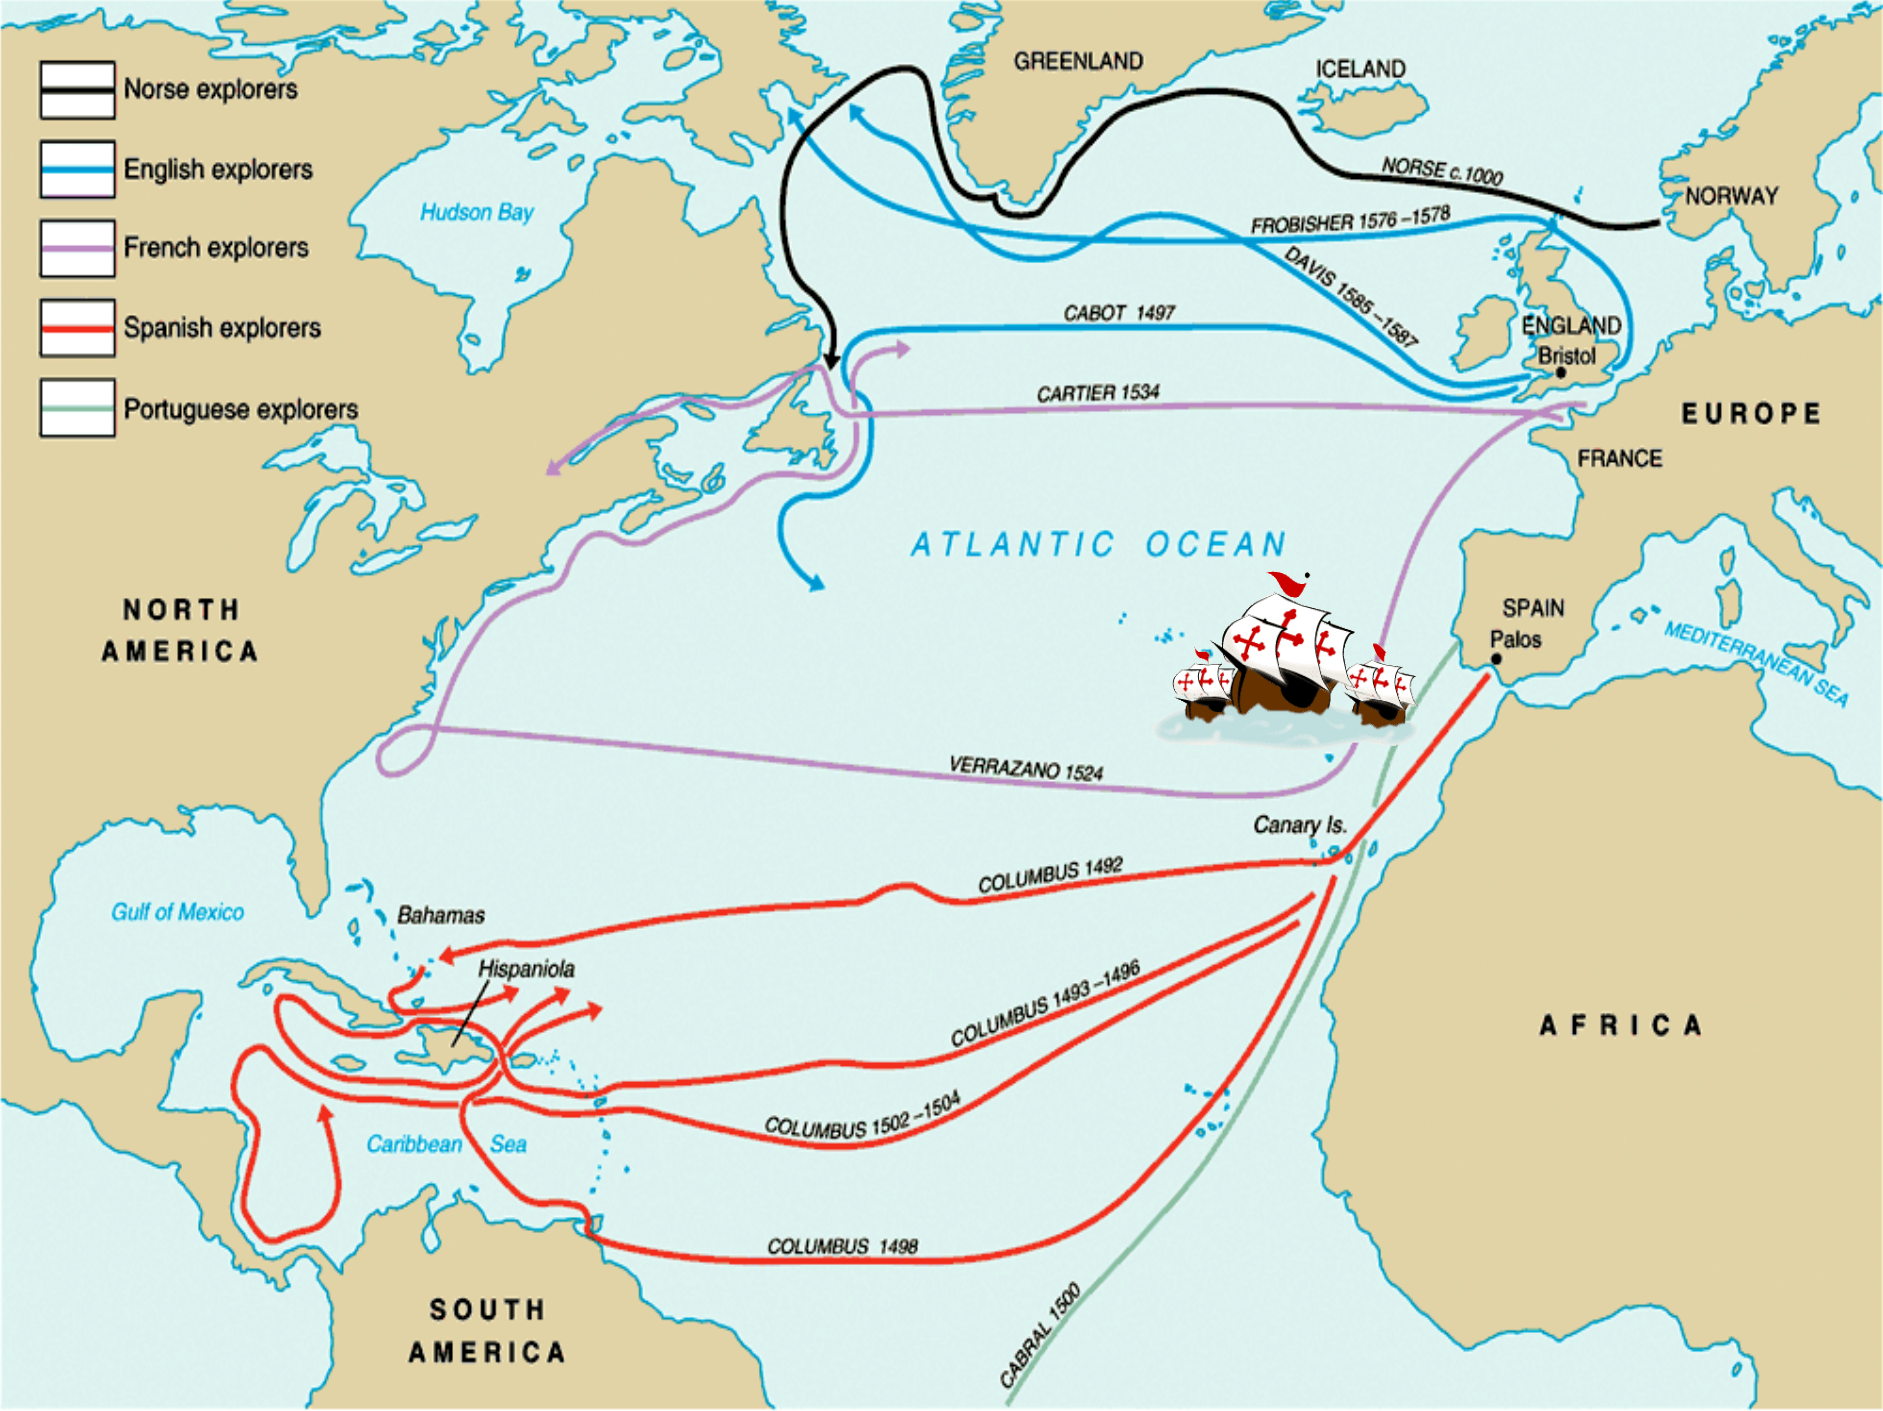 GREENLAND
ICELAND
Norse explorers
English explorers
French explorers
Spanish explorers
Portuguese explorers
Hudson Bay
NORSE c.1000
NORWAY
FROBISHER 1576 –1578
DAVIS 1585 –1587
CABOT 1497
ENGLAND
Bristol
CARTIER 1534
EUROPE
FRANCE
ATLANTIC OCEAN
NORTH
AMERICA
SPAIN
Palos
MEDITERRANEAN SEA
VERRAZANO 1524
Canary Is.
COLUMBUS 1492
Gulf of Mexico
Bahamas
Hispaniola
COLUMBUS 1493 –1496
AFRICA
COLUMBUS 1502 –1504
Caribbean Sea
COLUMBUS 1498
CABRAL 1500
SOUTH
AMERICA